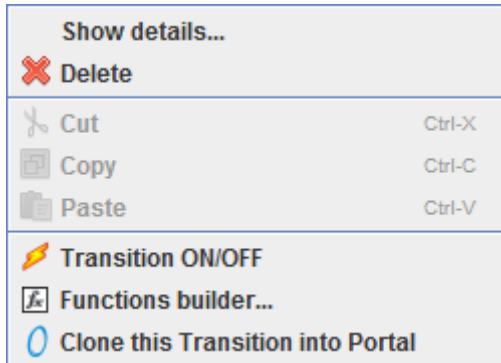 Show details...
Delete
Cut Ctrl-X
Copy Ctrl-C
Paste Ctrl-V
Transition ON/OFF
fx Functions builder...
Clone this Transition into Portal